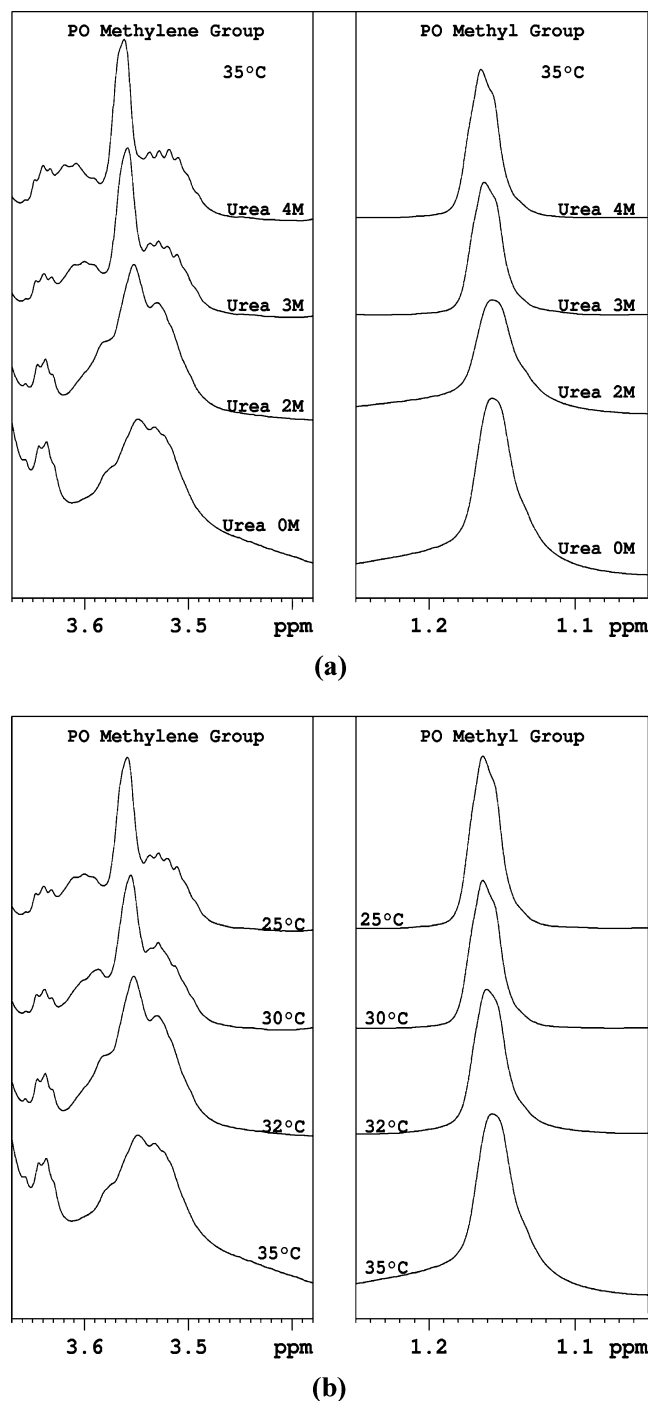 PO Methylene Group
35°C
Urea 4M
Urea 3M
Urea 2M
Urea 0M
3.6 3.5 ppm
PO Methyl Group
35°C
Urea 4M
Urea 3M
Urea 2M
Urea 0M
1.2 1.1 ppm
(a)
PO Methylene Group
25°C
30°C
32°C
35°C
3.6 3.5 ppm
PO Methyl Group
25°C
30°C
32°C
35°C
1.2 1.1 ppm
(b)